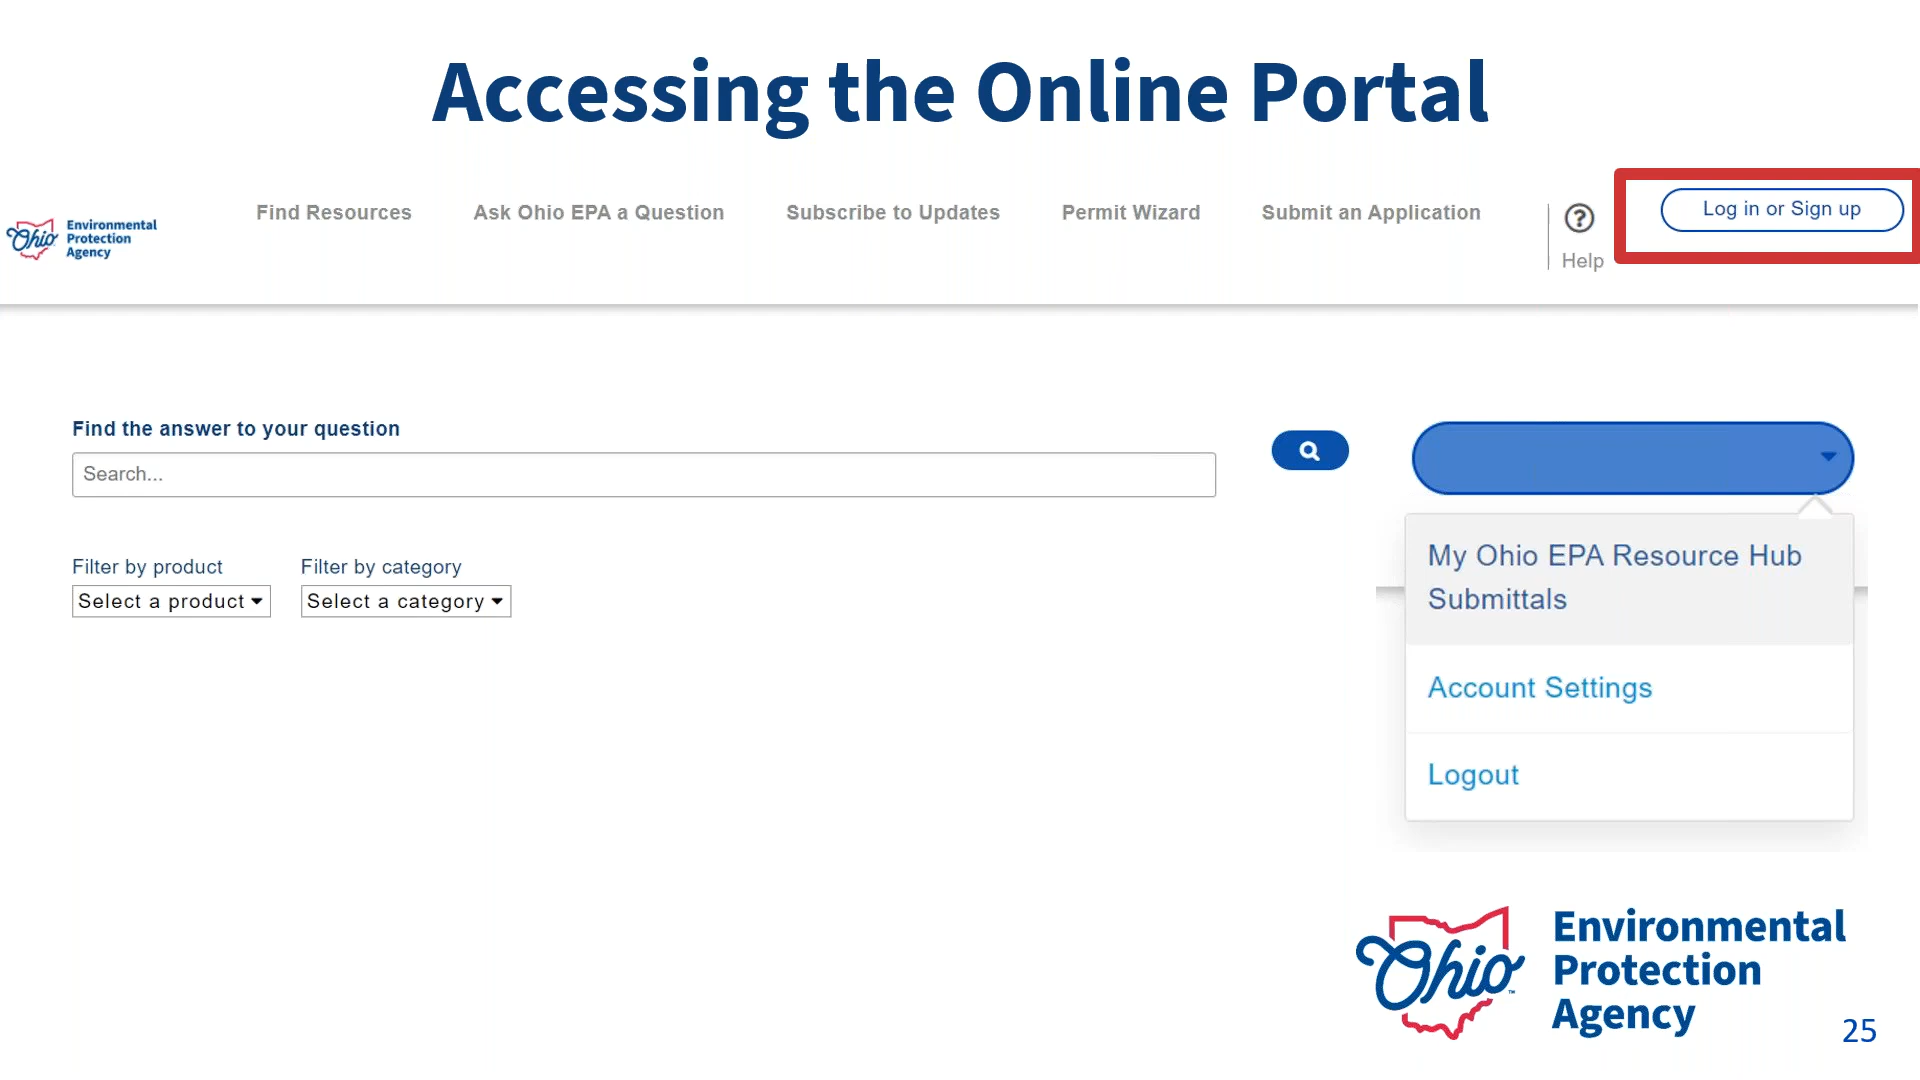 Accessing the Online Portal
Ohio Environmental
Protection
Agency
Find Resources
Ask Ohio EPA a Question
Subscribe to Updates
Permit Wizard
Submit an Application
?
Help
Log in or Sign up
Find the answer to your question
Search...
Filter by product
Filter by category
Select a product
Select a category
My Ohio EPA Resource Hub
Submittals
Account Settings
Logout
Ohio™
Environmental
Protection
Agency
25